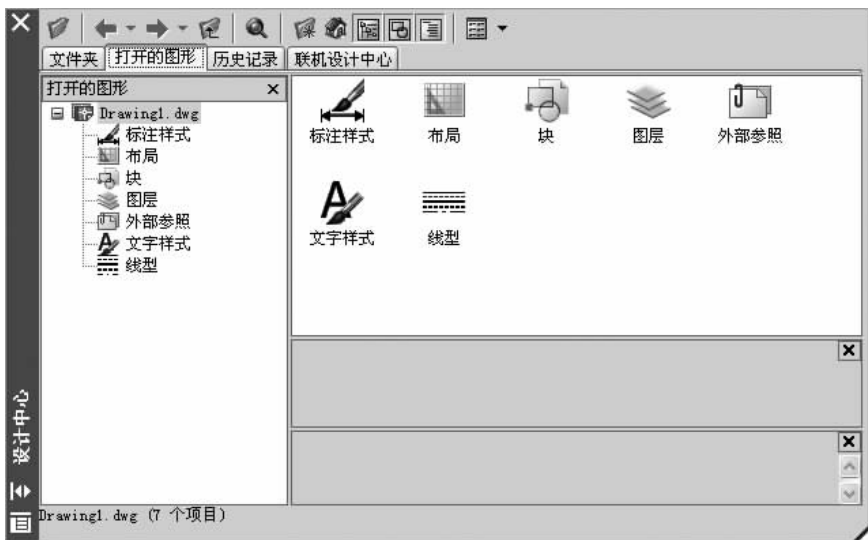 文件夹 打开的图形 历史记录 联机设计中心
打开的图形
Drawing1.dwg
标注样式
布局
块
图层
外部参照
文字样式
线型
标注样式 布局 块 图层 外部参照
文字样式 线型
设计中心
Drawing1.dwg (7 个项目)